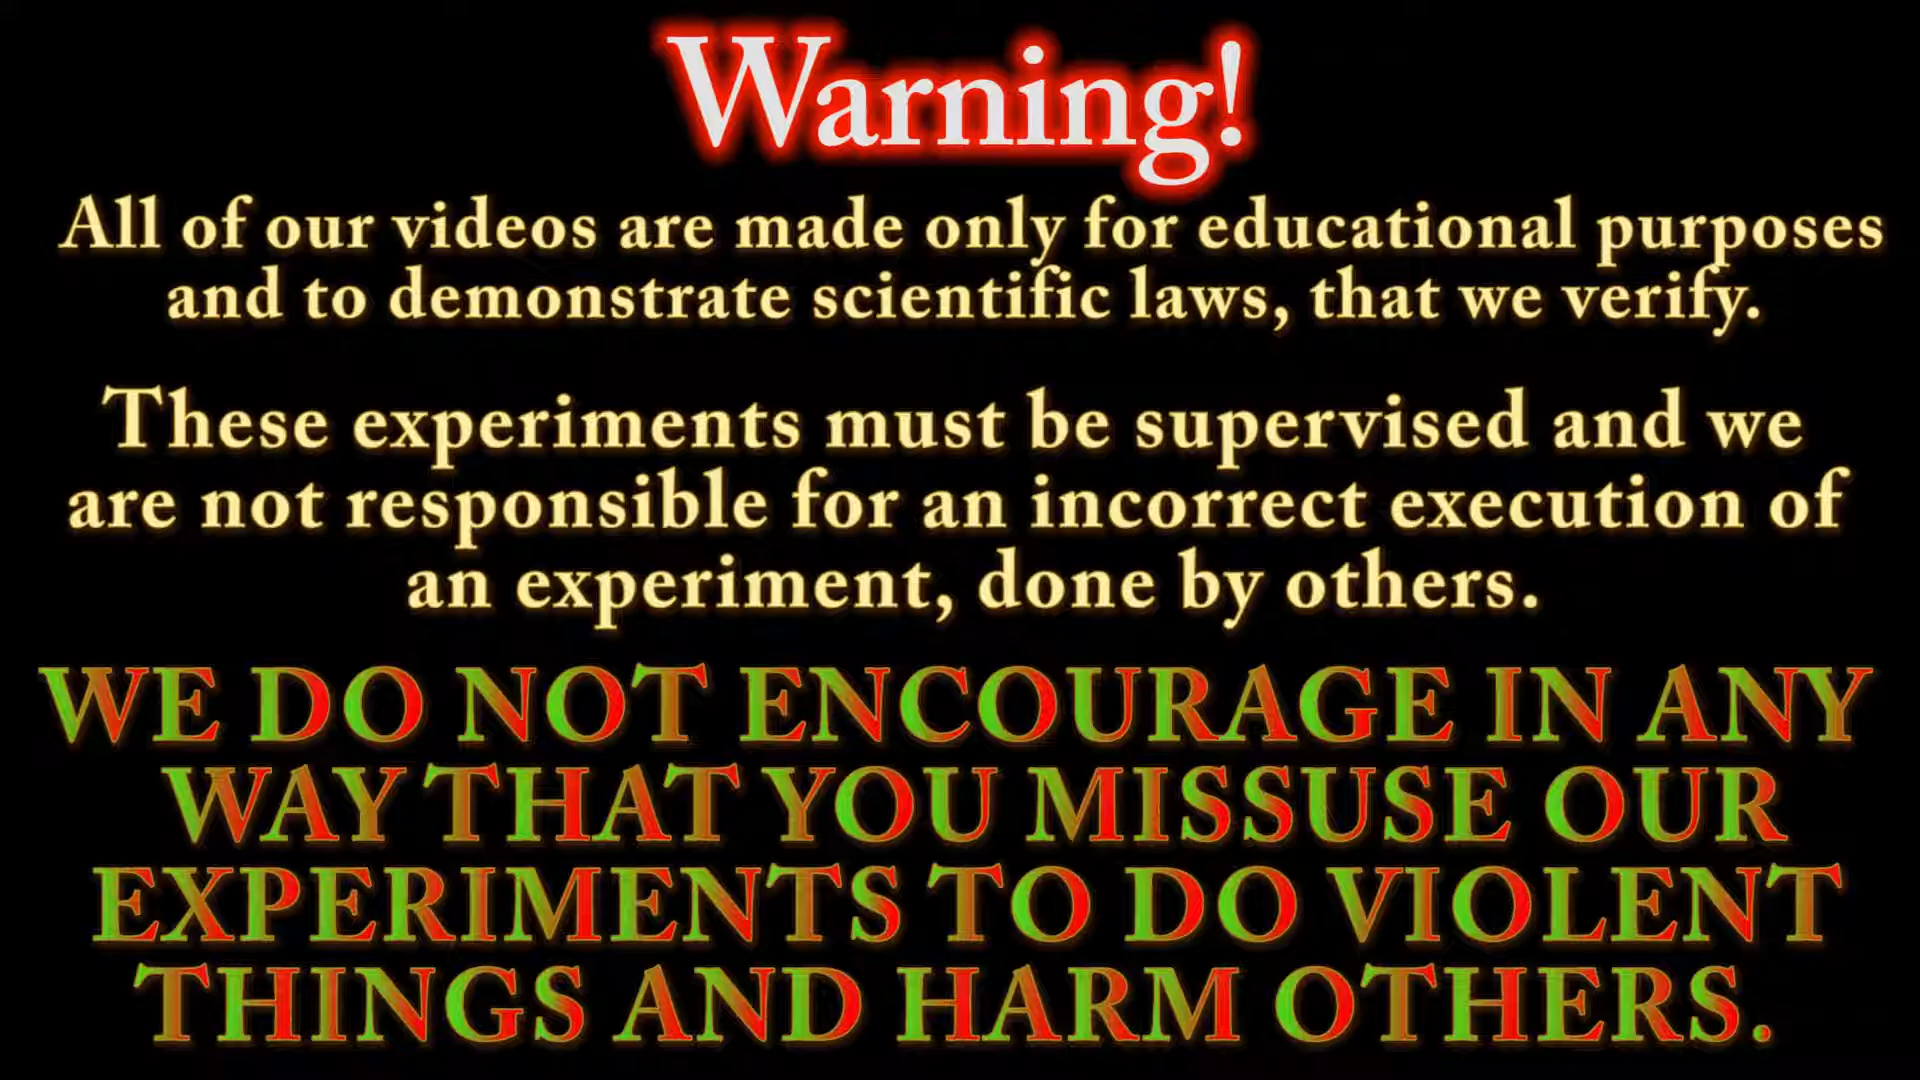 Warning!
All of our videos are made only for educational purposes
and to demonstrate scientific laws, that we verify.
These experiments must be supervised and we
are not responsible for an incorrect execution of
an experiment, done by others.
WE DO NOT ENCOURAGE IN ANY
WAY THAT YOU MISSUSE OUR
EXPERIMENTS TO DO VIOLENT
THINGS AND HARM OTHERS.